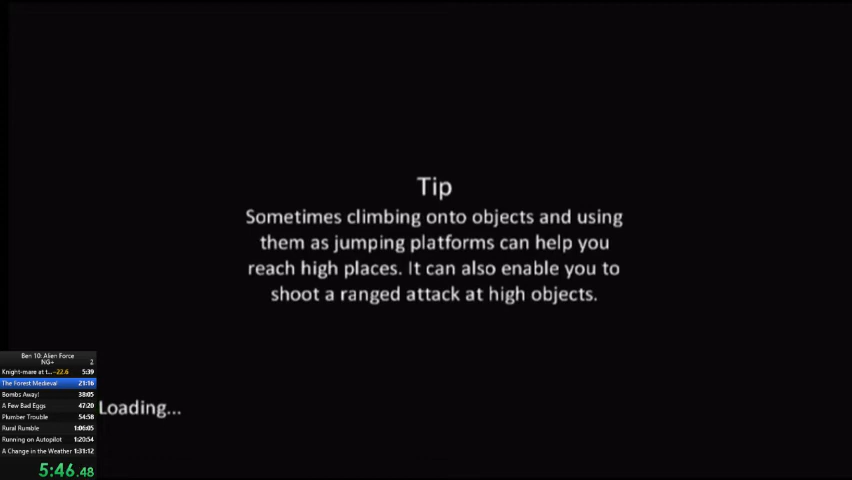 Tip
Sometimes climbing onto objects and using
them as jumping platforms can help you
reach high places. It can also enable you to
shoot a ranged attack at high objects.
Ben 10: Alien Force
NG+ 2
Knight-mare at t... -22.6 5:39
The Forest Medieval 21:16
Bombs Away! 38:05
A Few Bad Eggs 47:20
Plumber Trouble 54:58
Rural Rumble 1:06:05
Running on Autopilot 1:20:54
A Change in the Weather 1:31:12
Loading...
5:46.48